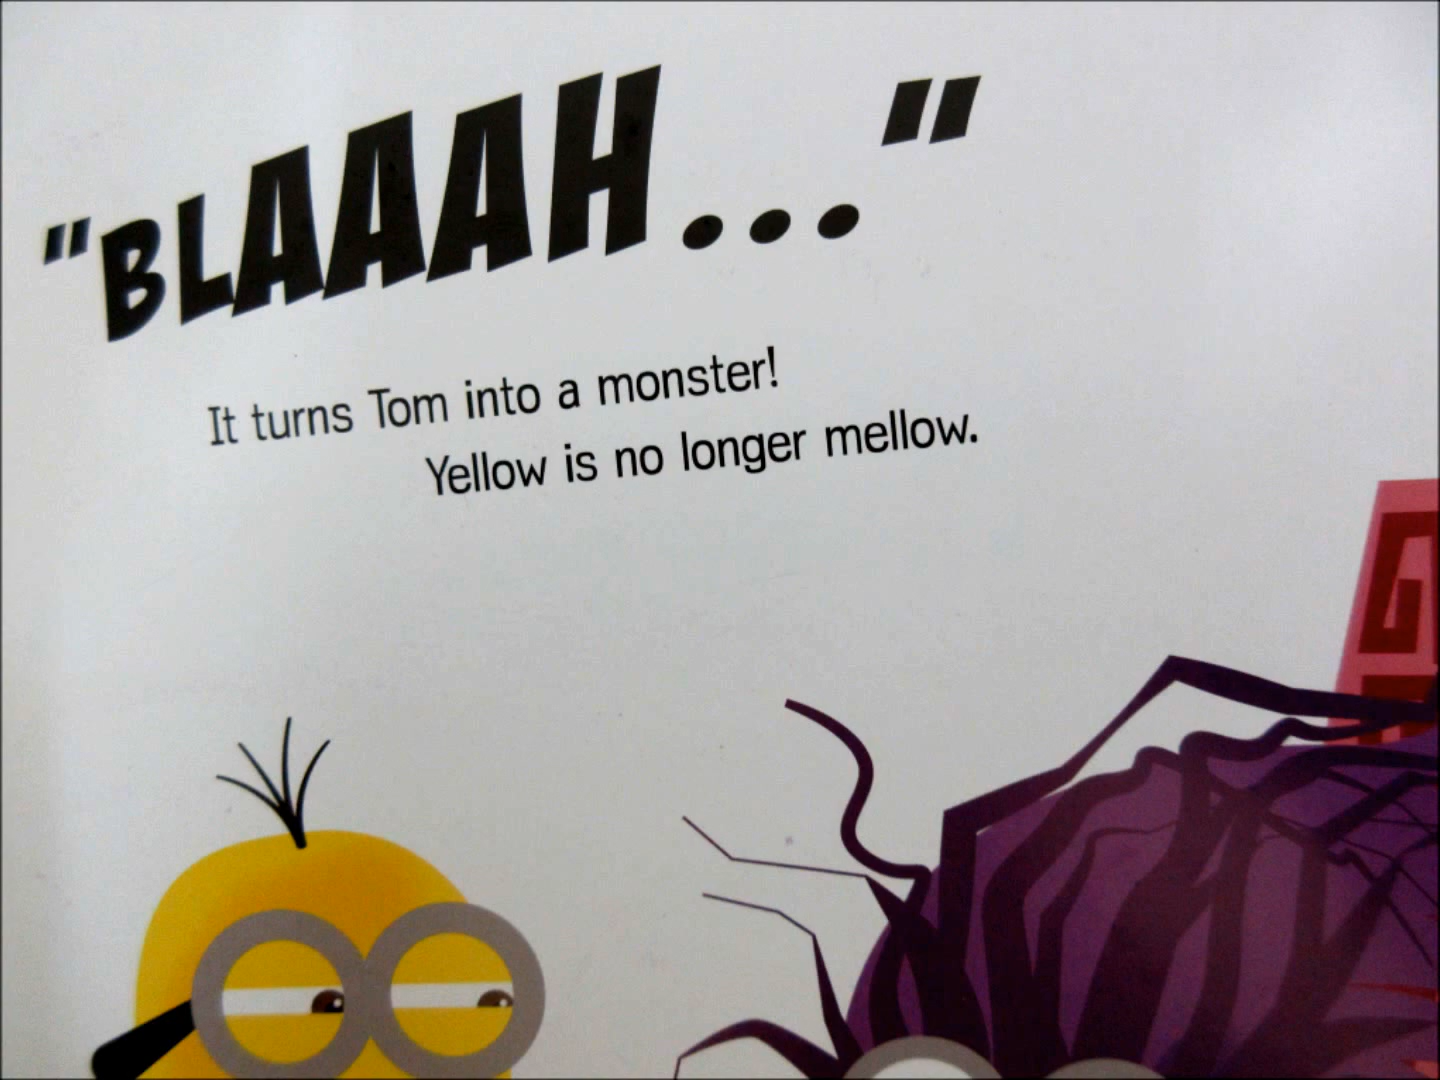 "BLAAAH..."
It turns Tom into a monster!
Yellow is no longer mellow.